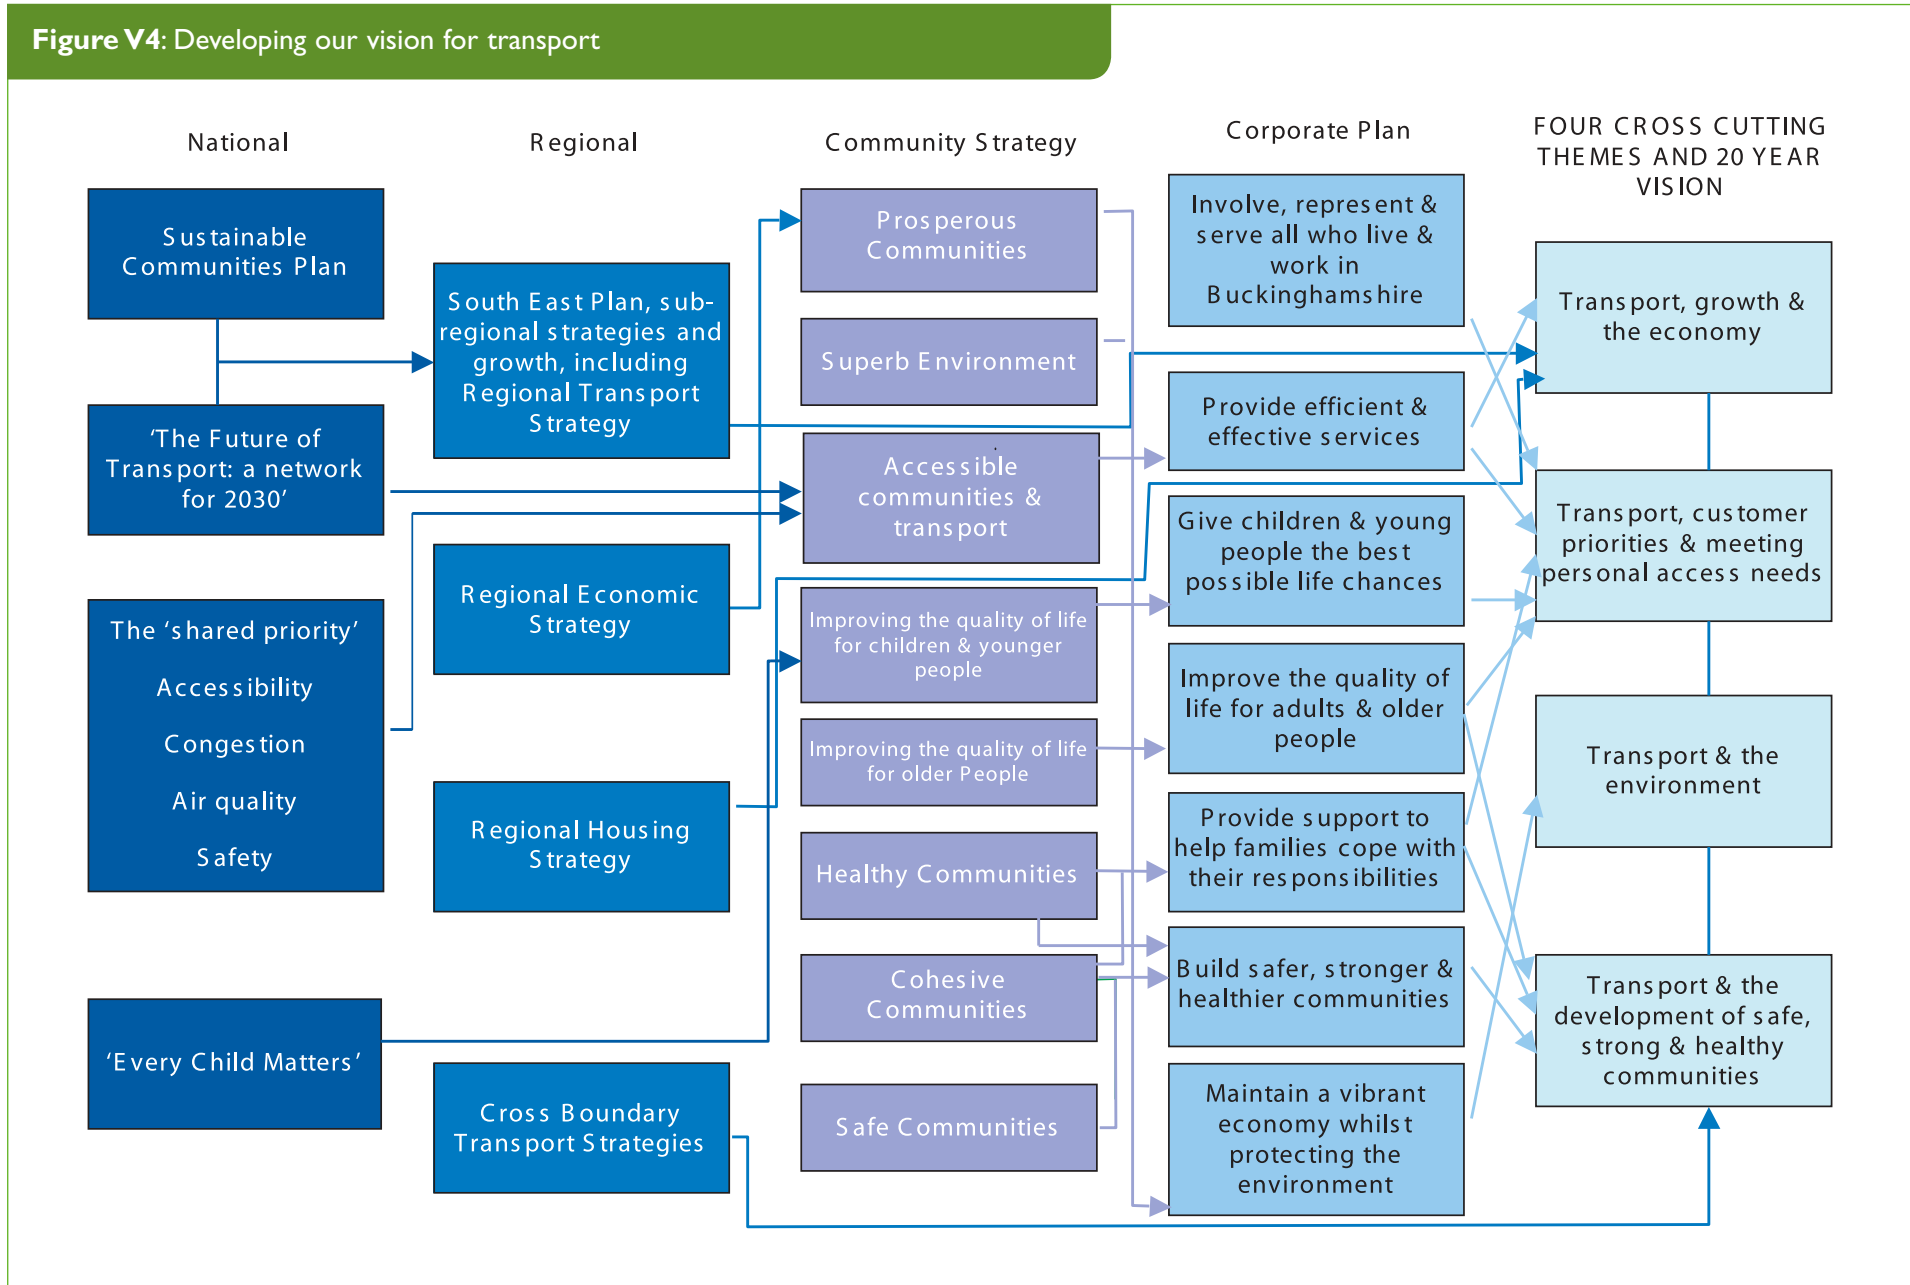 Figure V4: Developing our vision for transport
National
Sustainable
Communities Plan
'The Future of
Transport: a network
for 2030'
The 'shared priority'
Accessibility
Congestion
Air quality
Safety
'Every Child Matters'
Regional
South East Plan, sub-
regional strategies and
growth, including
Regional Transport
Strategy
Regional Economic
Strategy
Regional Housing
Strategy
Cross Boundary
Transport Strategies
Community Strategy
Prosperous
Communities
Superb Environment
Accessible
communities &
transport
Improving the quality of life
for children & younger
people
Improving the quality of life
for older People
Healthy Communities
Cohesive
Communities
Safe Communities
Corporate Plan
Involve, represent &
serve all who live &
work in
Buckinghamshire
Provide efficient &
effective services
Give children & young
people the best
possible life chances
Improve the quality of
life for adults & older
people
Provide support to
help families cope with
their responsibilities
Build safer, stronger &
healthier communities
Maintain a vibrant
economy whilst
protecting the
environment
FOUR CROSS CUTTING
THEMES AND 20 YEAR
VISION
Transport, growth &
the economy
Transport, customer
priorities & meeting
personal access needs
Transport & the
environment
Transport & the
development of safe,
strong & healthy
communities